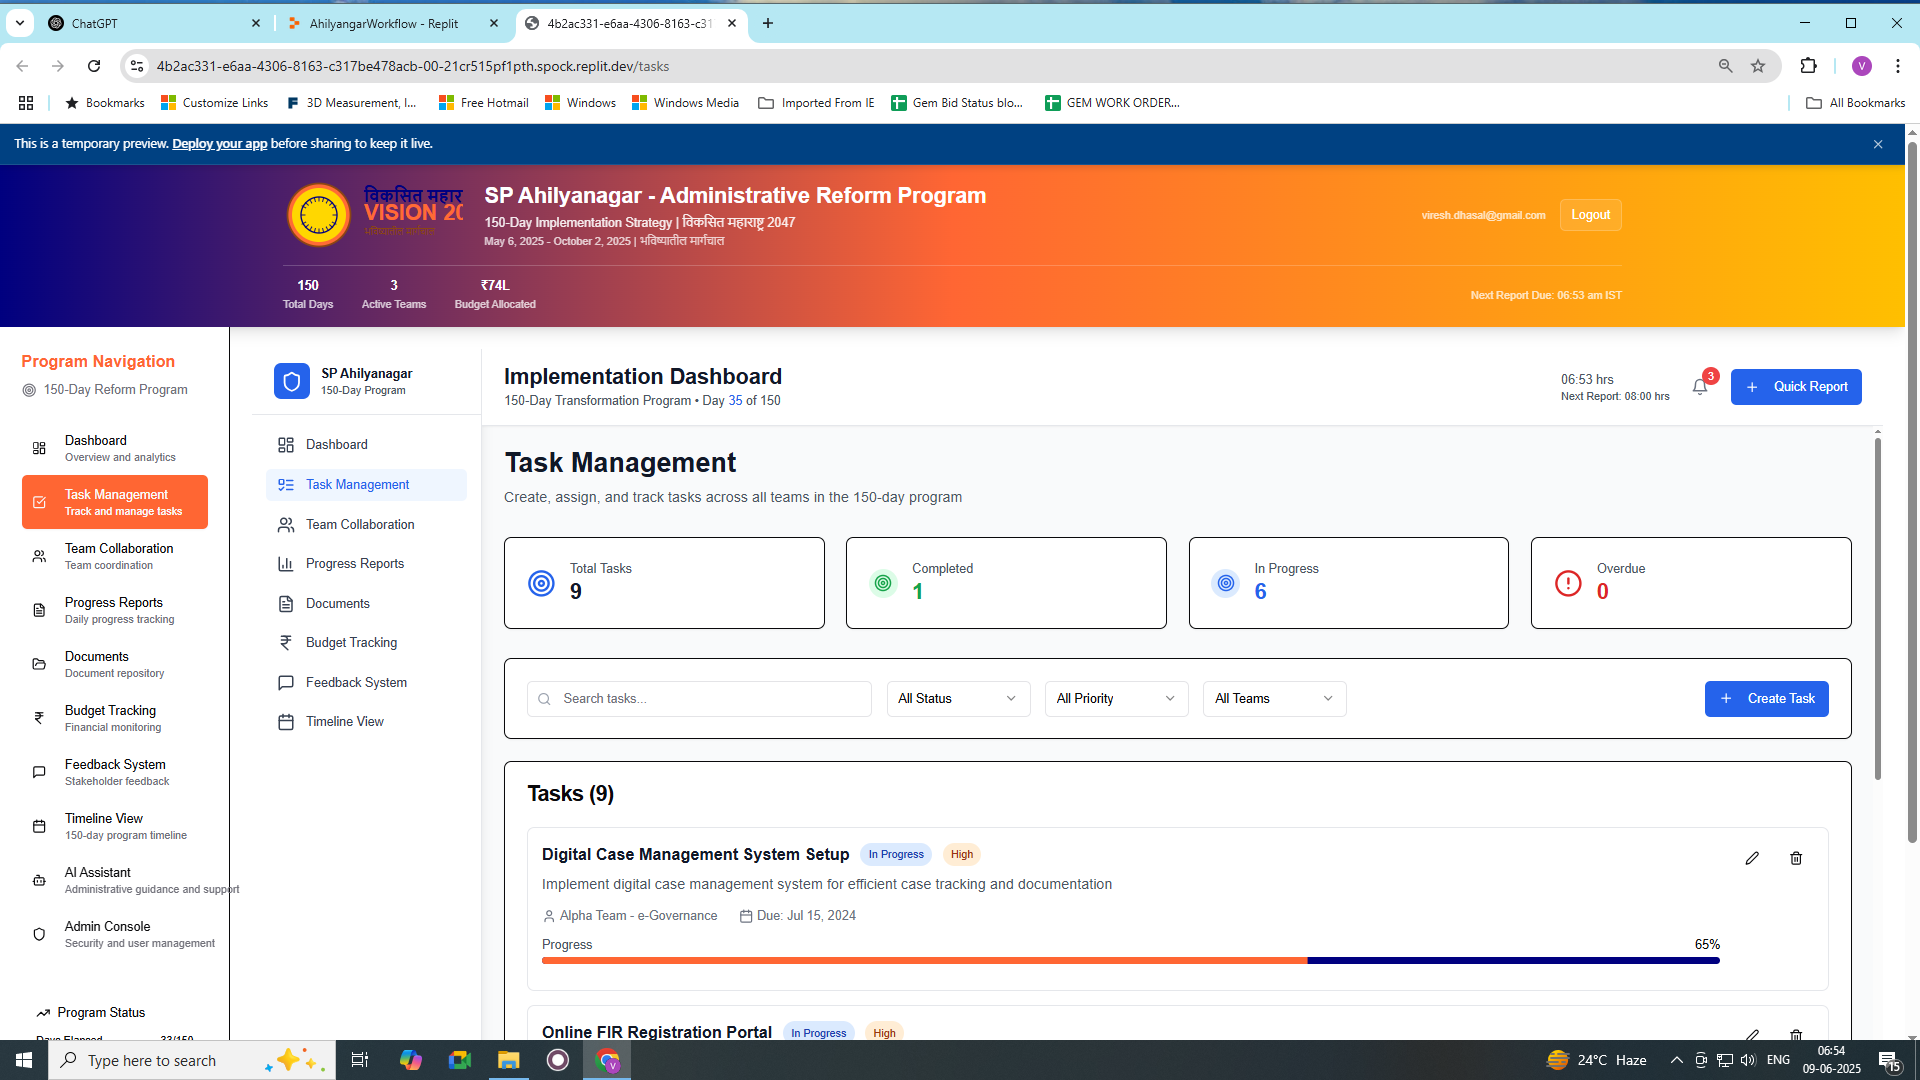 ChatGPT
AhilyangarWorkflow - Replit
4b2ac331-e6aa-4306-8163-c31
4b2ac331-e6aa-4306-8163-c317be478acb-00-21cr515pf1pth.spock.replit.dev/tasks
V
Bookmarks
Customize Links
3D Measurement, I...
Free Hotmail
Windows
Windows Media
Imported From IE
Gem Bid Status blo...
GEM WORK ORDER...
All Bookmarks
This is a temporary preview. Deploy your app before sharing to keep it live.
विकसित महार
VISION 20
भविष्यातील मार्गचाल
SP Ahilyanagar - Administrative Reform Program
150-Day Implementation Strategy | विकसित महाराष्ट्र 2047
May 6, 2025 - October 2, 2025 | भविष्यातील मार्गचाल
viresh.dhasal@gmail.com
Logout
150
Total Days
3
Active Teams
₹74L
Budget Allocated
Next Report Due: 06:53 am IST
Program Navigation
150-Day Reform Program
Dashboard
Overview and analytics
Task Management
Track and manage tasks
Team Collaboration
Team coordination
Progress Reports
Daily progress tracking
Documents
Document repository
Budget Tracking
Financial monitoring
Feedback System
Stakeholder feedback
Timeline View
150-day program timeline
AI Assistant
Administrative guidance and support
Admin Console
Security and user management
Program Status
Days Elapsed 33/150
SP Ahilyanagar
150-Day Program
Dashboard
Task Management
Team Collaboration
Progress Reports
Documents
Budget Tracking
Feedback System
Timeline View
Implementation Dashboard
150-Day Transformation Program • Day 35 of 150
06:53 hrs
Next Report: 08:00 hrs
3
Quick Report
Task Management
Create, assign, and track tasks across all teams in the 150-day program
Total Tasks
9
Completed
1
In Progress
6
Overdue
0
Search tasks...
All Status
All Priority
All Teams
Create Task
Tasks (9)
Digital Case Management System Setup In Progress High
Implement digital case management system for efficient case tracking and documentation
Alpha Team - e-Governance Due: Jul 15, 2024
Progress 65%
Online FIR Registration Portal In Progress High
Type here to search
24°C Haze
ENG
06:54
09-06-2025
15